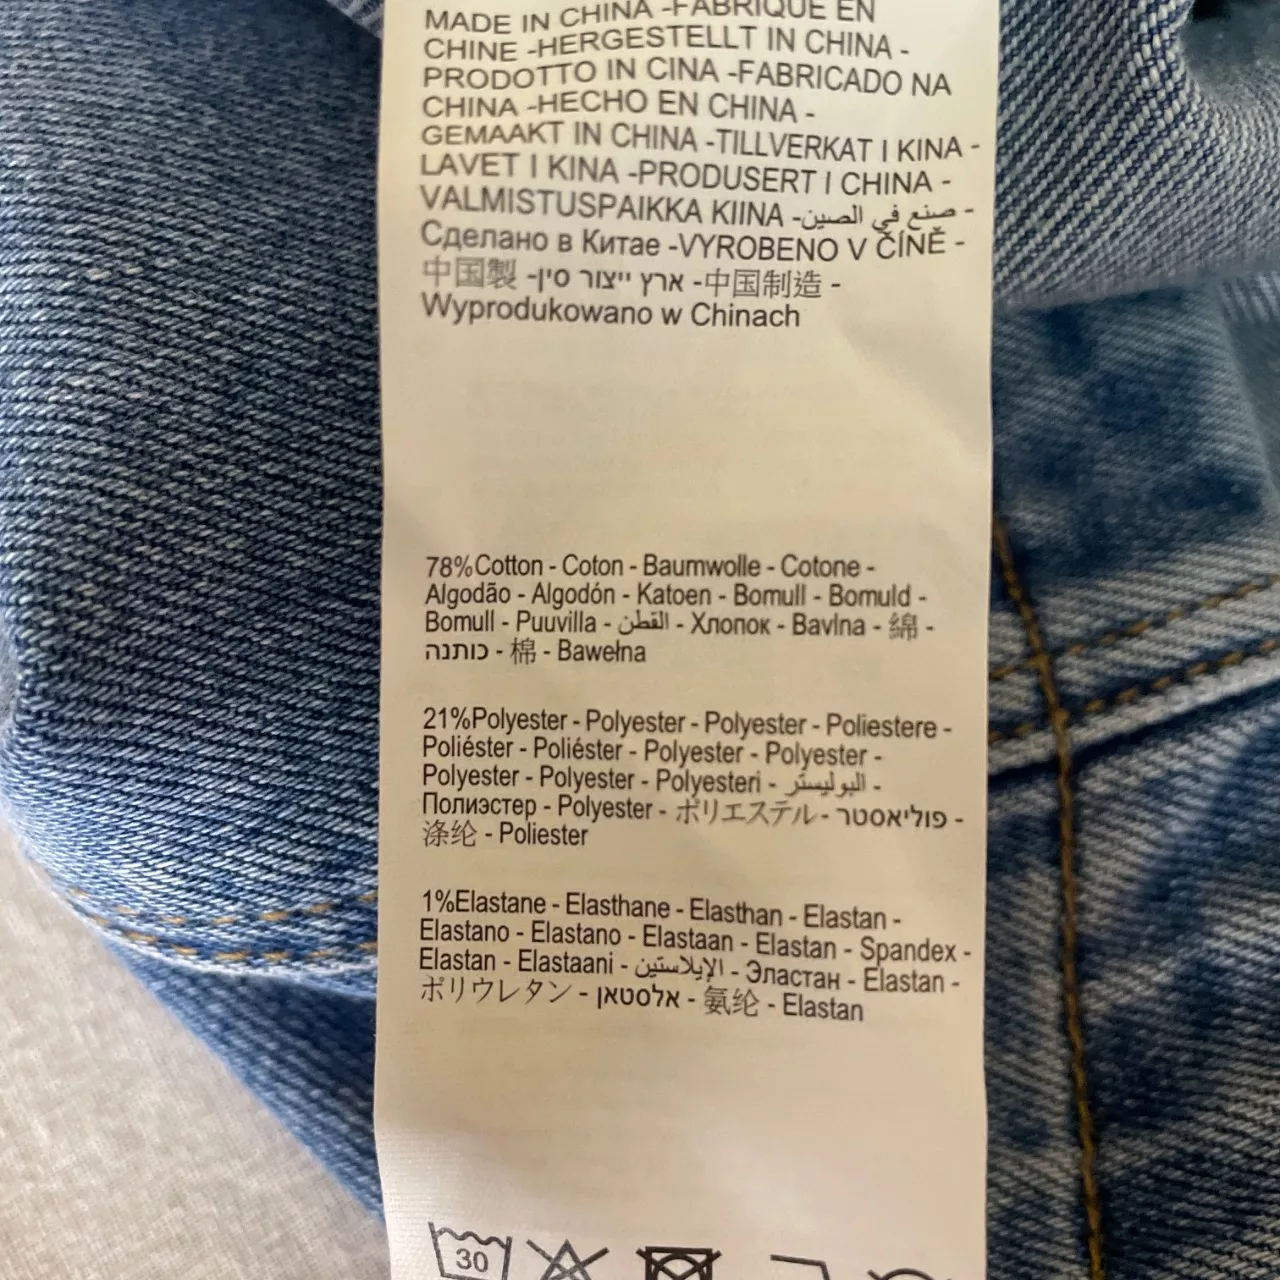 MADE IN CHINA -FABRIQUE EN
CHINE -HERGESTELLT IN CHINA -
PRODOTTO IN CINA -FABRICADO NA
CHINA -HECHO EN CHINA -
GEMAAKT IN CHINA -TILLVERKAT I KINA -
LAVET I KINA -PRODUSERT I CHINA -
VALMISTUSPAIKKA KIINA -صنع في الصين -
Сделано в Китае -VYROBENO V ČÍNĚ -
中国製 -ארץ ייצור סין -中国制造 -
Wyprodukowano w Chinach
78%Cotton - Coton - Baumwolle - Cotone -
Algodão - Algodón - Katoen - Bomull - Bomuld -
Bomull - Puuvilla - القطن - Хлопок - Bavlna - 綿 -
כותנה - 棉 - Bawełna
21%Polyester - Polyester - Polyester - Poliestere -
Poliéster - Poliéster - Polyester - Polyester -
Polyester - Polyester - Polyesteri - البوليستر -
Полиэстер - Polyester - ポリエステル - פוליאסטר -
涤纶 - Poliester
1%Elastane - Elasthane - Elasthan - Elastan -
Elastano - Elastano - Elastaan - Elastan - Spandex -
Elastan - Elastaani - الإيلاستين - Эластан - Elastan -
ポリウレタン - אלסטאן - 氨纶 - Elastan
30